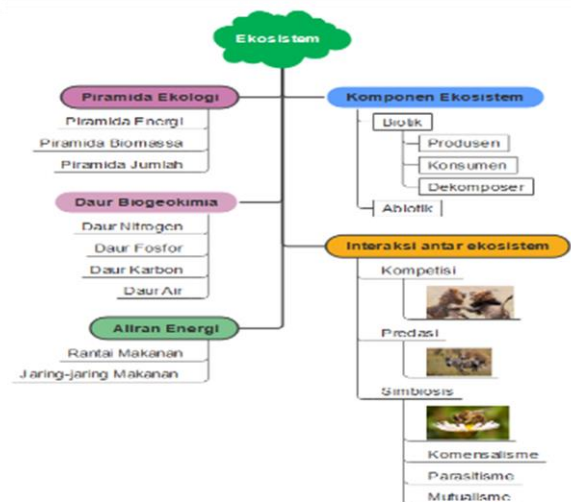 Ekosistem
Piramida Ekologi
Piramida Energi
Piramida Biomassa
Piramida Jumlah
Daur Biogeokimia
Daur Nitrogen
Daur Fosfor
Daur Karbon
Daur Air
Aliran Energi
Rantai Makanan
Jaring-jaring Makanan
Komponen Ekosistem
Biotik
Produsen
Konsumen
Dekomposer
Abiotik
Interaksi antar ekosistem
Kompetisi
Predasi
Simbiosis
Komensalisme
Parasitisme
Mutualisme